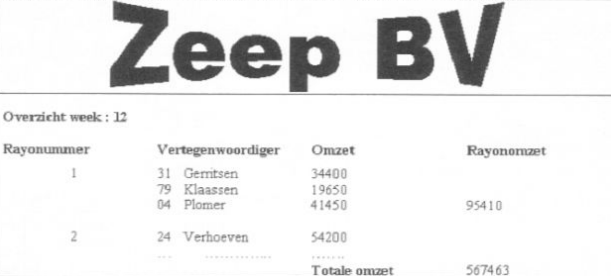 Zeep BV
Overzicht week : 12
Rayonummer Vertegenwoordiger Omzet Rayonomzet
1 31 Gerritsen 34400
79 Klaassen 19650
04 Plomer 41450 95410
2 24 Verhoeven 54200
... ............. .......
Totale omzet 567463